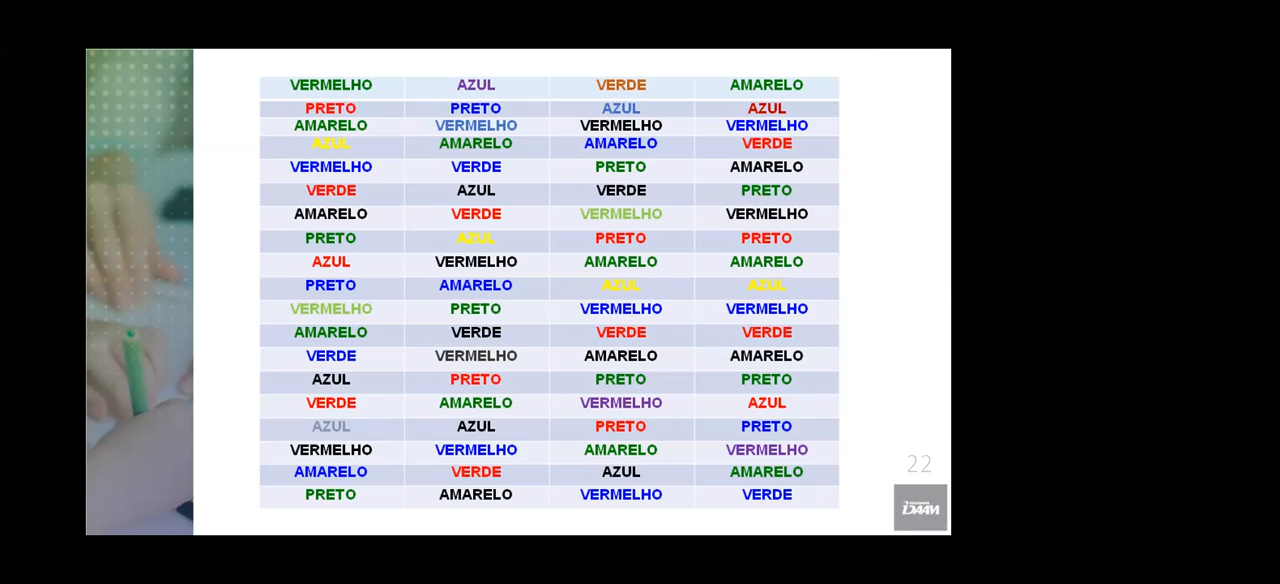 VERMELHO AZUL VERDE AMARELO
PRETO PRETO AZUL AZUL
AMARELO VERMELHO VERMELHO VERMELHO
AZUL AMARELO AMARELO VERDE
VERMELHO VERDE PRETO AMARELO
VERDE AZUL VERDE PRETO
AMARELO VERDE VERMELHO VERMELHO
PRETO AZUL PRETO PRETO
AZUL VERMELHO AMARELO AMARELO
PRETO AMARELO AZUL AZUL
VERMELHO PRETO VERMELHO VERMELHO
AMARELO VERDE VERDE VERDE
VERDE VERMELHO AMARELO AMARELO
AZUL PRETO PRETO PRETO
VERDE AMARELO VERMELHO AZUL
AZUL AZUL PRETO PRETO
VERMELHO VERMELHO AMARELO VERMELHO
AMARELO VERDE AZUL AMARELO
PRETO AMARELO VERMELHO VERDE
22
IDAAM